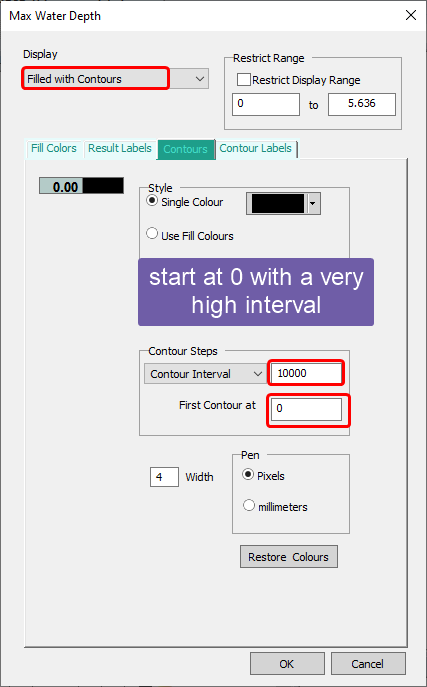 Max Water Depth
Display
Filled with Contours
Restrict Range
Restrict Display Range
0 to 5.636
Fill Colors Result Labels Contours Contour Labels
0.00
Style
Single Colour
Use Fill Colours
start at 0 with a very
high interval
Contour Steps
Contour Interval 10000
First Contour at 0
4 Width
Pen
Pixels
millimeters
Restore Colours
OK Cancel